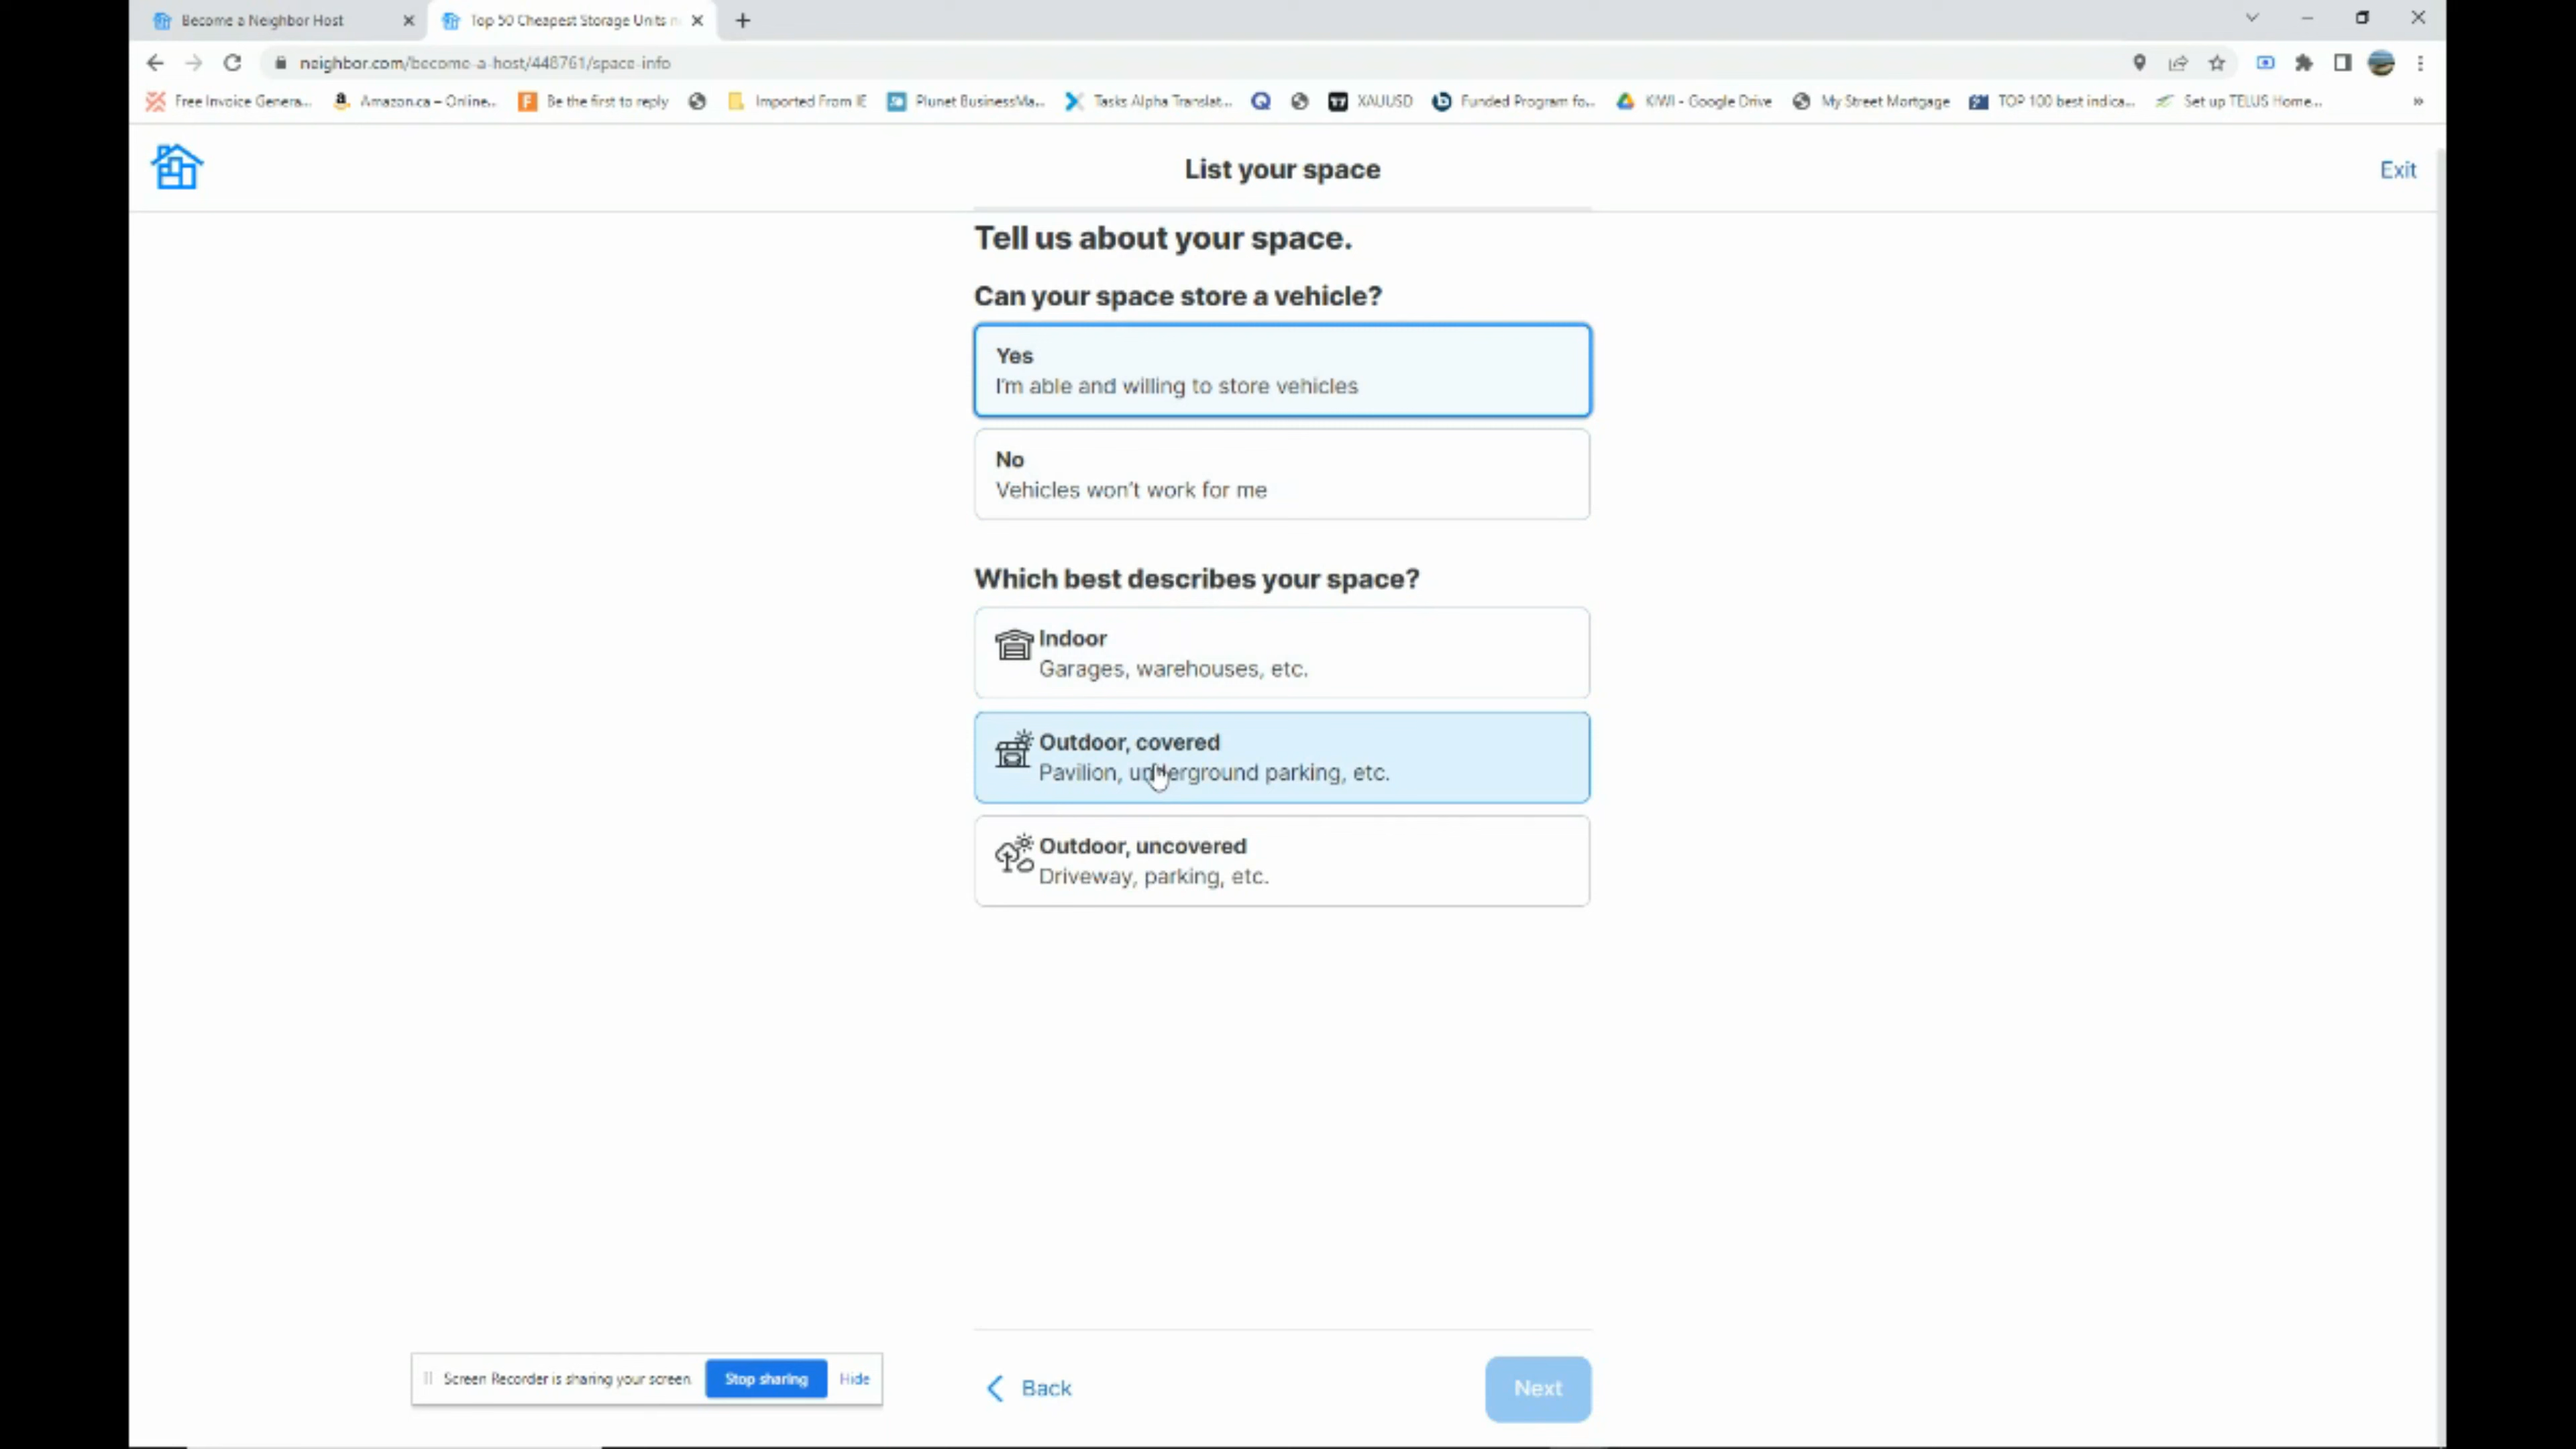 Become a Neighbor Host
Top 50 Cheapest Storage Units n
neighbor.com/become-a-host/448761/space-info
Free Invoice Genera...
Amazon.ca – Online...
Be the first to reply
Imported From IE
Plunet BusinessMa...
Tasks Alpha Translat...
XAUUSD
Funded Program fo...
KIWI - Google Drive
My Street Mortgage
TOP 100 best indica...
Set up TELUS Home...
List your space
Exit
Tell us about your space.
Can your space store a vehicle?
Yes
I'm able and willing to store vehicles
No
Vehicles won't work for me
Which best describes your space?
Indoor
Garages, warehouses, etc.
Outdoor, covered
Pavilion, underground parking, etc.
Outdoor, uncovered
Driveway, parking, etc.
Screen Recorder is sharing your screen.
Stop sharing
Hide
Back
Next